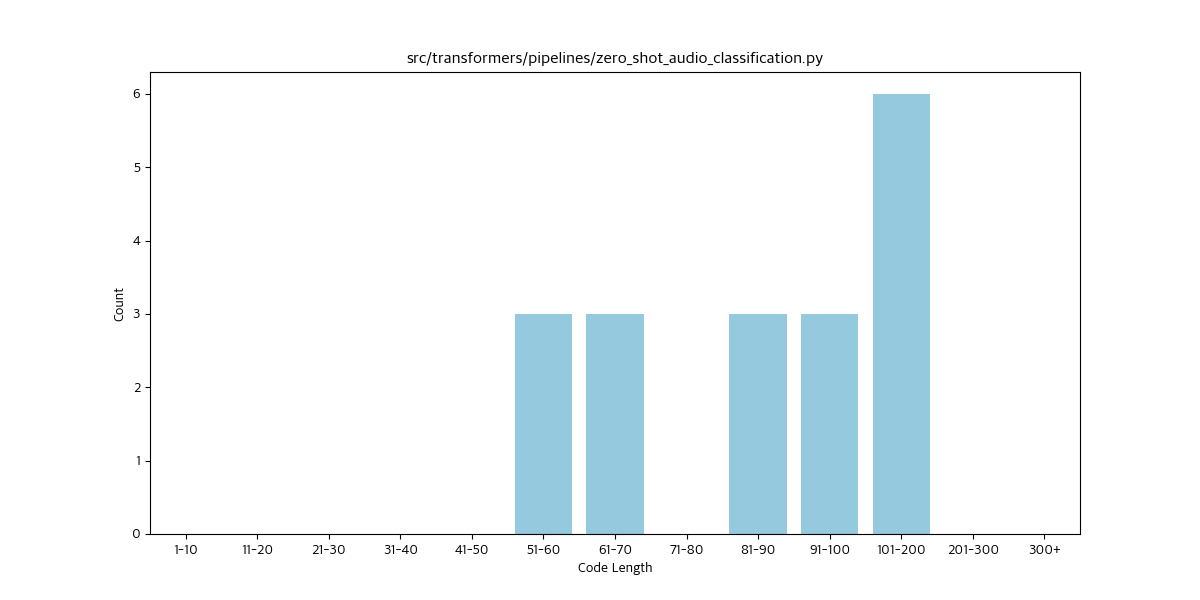 src/transformers/pipelines/zero_shot_audio_classification.py
6
5
4
3
2
1
0
Count
1-10 11-20 21-30 31-40 41-50 51-60 61-70 71-80 81-90 91-100 101-200 201-300 300+
Code Length